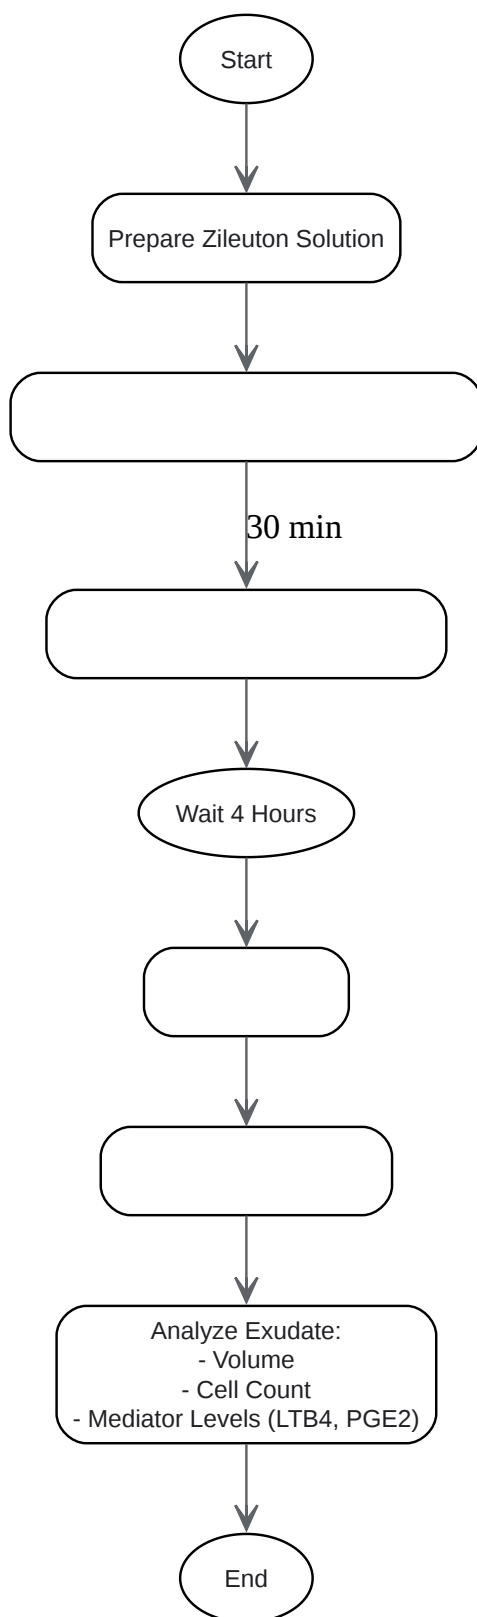 Start
Prepare Zileuton Solution
30 min
Wait 4 Hours
Analyze Exudate:
- Volume
- Cell Count
- Mediator Levels (LTB4, PGE2)
End